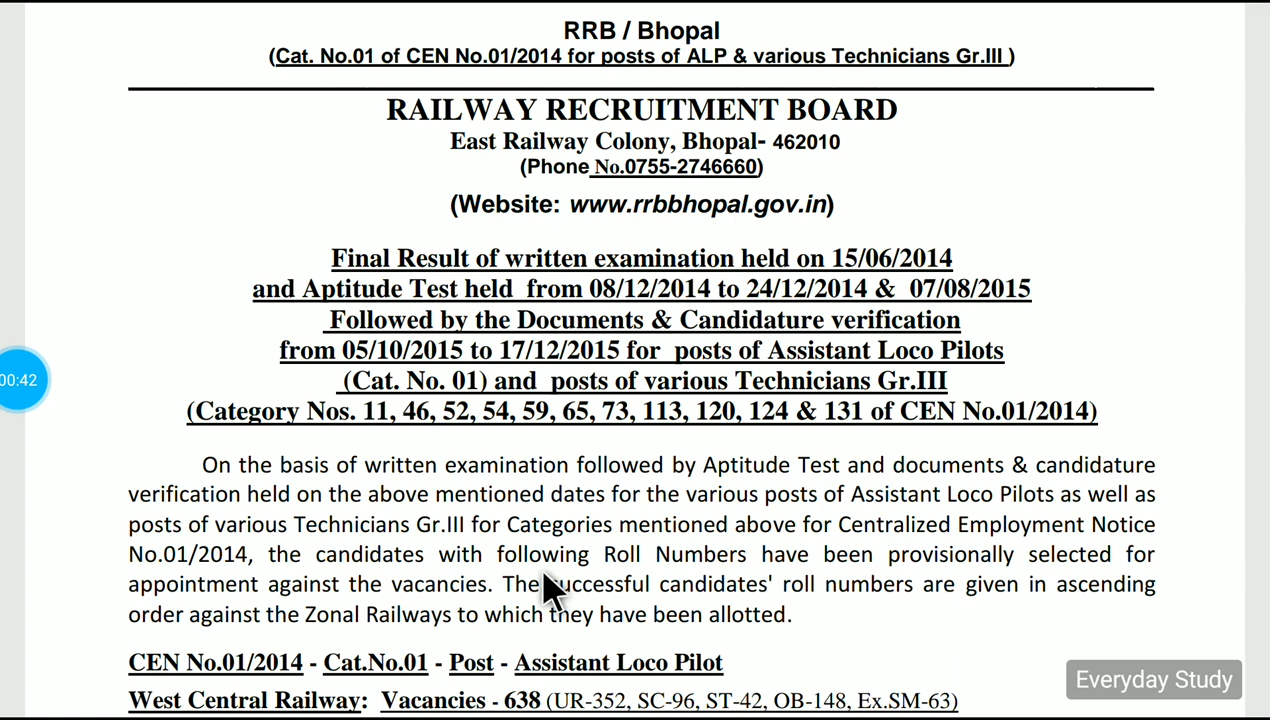 RRB / Bhopal
(Cat. No.01 of CEN No.01/2014 for posts of ALP & various Technicians Gr.III )
RAILWAY RECRUITMENT BOARD
East Railway Colony, Bhopal- 462010
(Phone No.0755-2746660)
(Website: www.rrbbhopal.gov.in)
Final Result of written examination held on 15/06/2014
and Aptitude Test held from 08/12/2014 to 24/12/2014 & 07/08/2015
Followed by the Documents & Candidature verification
from 05/10/2015 to 17/12/2015 for posts of Assistant Loco Pilots
(Cat. No. 01) and posts of various Technicians Gr.III
(Category Nos. 11, 46, 52, 54, 59, 65, 73, 113, 120, 124 & 131 of CEN No.01/2014)
On the basis of written examination followed by Aptitude Test and documents & candidature
verification held on the above mentioned dates for the various posts of Assistant Loco Pilots as well as
posts of various Technicians Gr.III for Categories mentioned above for Centralized Employment Notice
No.01/2014, the candidates with following Roll Numbers have been provisionally selected for
appointment against the vacancies. The successful candidates' roll numbers are given in ascending
order against the Zonal Railways to which they have been allotted.
00:42
CEN No.01/2014 - Cat.No.01 - Post - Assistant Loco Pilot
West Central Railway: Vacancies - 638 (UR-352, SC-96, ST-42, OB-148, Ex.SM-63)
Everyday Study